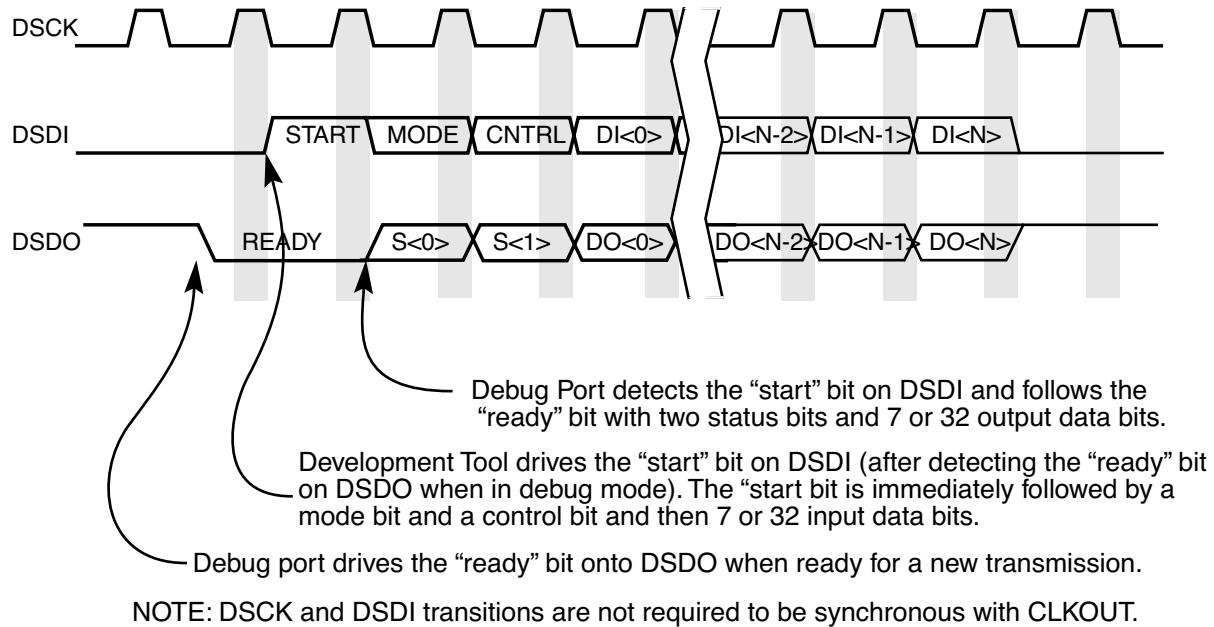 DSCK
DSDI START MODE CNTRL DI<0> DI<N-2> DI<N-1> DI<N>
DSDO READY S<0> S<1> DO<0> DO<N-2> DO<N-1> DO<N>
Debug Port detects the “start” bit on DSDI and follows the
“ready” bit with two status bits and 7 or 32 output data bits.
Development Tool drives the “start” bit on DSDI (after detecting the “ready” bit
on DSDO when in debug mode). The “start bit is immediately followed by a
mode bit and a control bit and then 7 or 32 input data bits.
Debug port drives the “ready” bit onto DSDO when ready for a new transmission.
NOTE: DSCK and DSDI transitions are not required to be synchronous with CLKOUT.